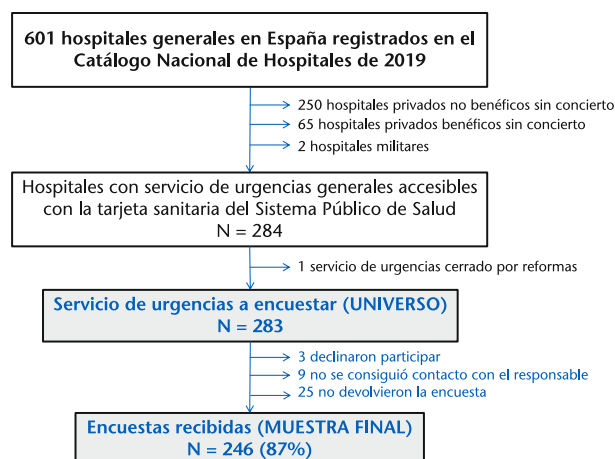 601 hospitales generales en España registrados en el
Catálogo Nacional de Hospitales de 2019
250 hospitales privados no benéficos sin concierto
65 hospitales privados benéficos sin concierto
2 hospitales militares
Hospitales con servicio de urgencias generales accesibles
con la tarjeta sanitaria del Sistema Público de Salud
N = 284
1 servicio de urgencias cerrado por reformas
Servicio de urgencias a encuestar (UNIVERSO)
N = 283
3 declinaron participar
9 no se consiguió contacto con el responsable
25 no devolvieron la encuesta
Encuestas recibidas (MUESTRA FINAL)
N = 246 (87%)